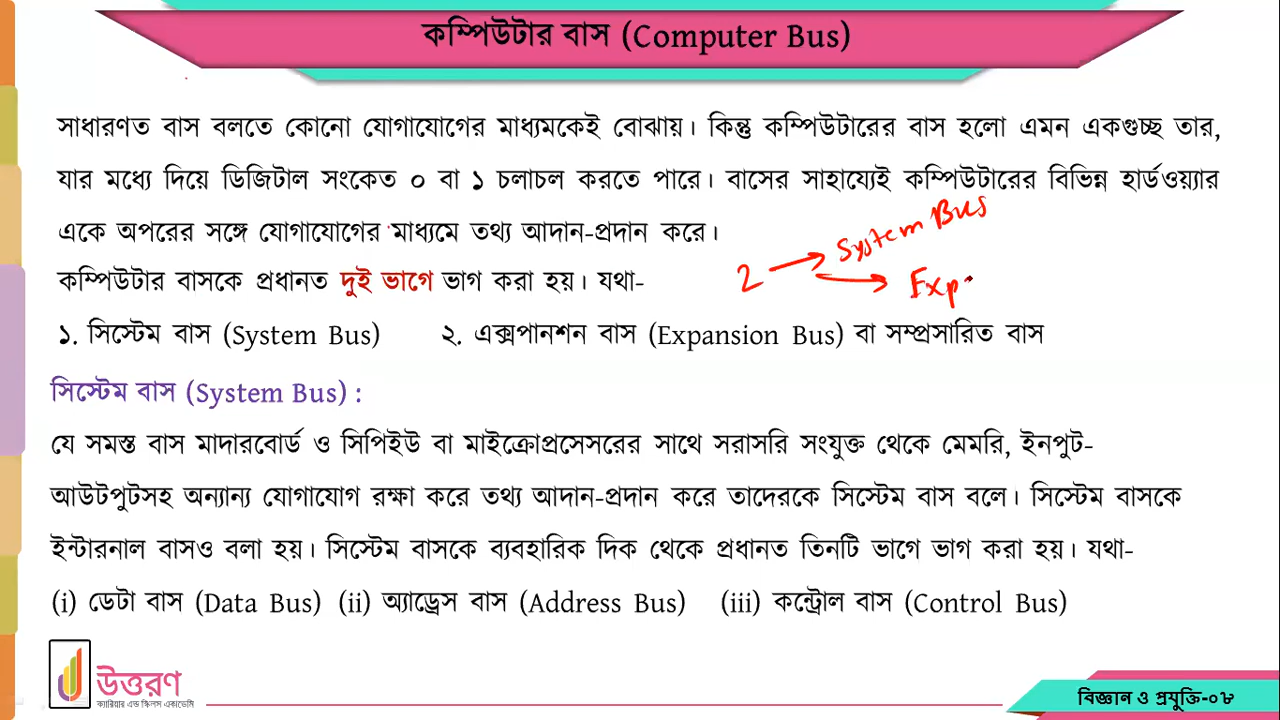 কম্পিউটার বাস (Computer Bus)
সাধারণত বাস বলতে কোনো যোগাযোগের মাধ্যমকেই বোঝায়। কিন্তু কম্পিউটারের বাস হলো এমন একগুচ্ছ তার,
যার মধ্যে দিয়ে ডিজিটাল সংকেত ০ বা ১ চলাচল করতে পারে। বাসের সাহায্যেই কম্পিউটারের বিভিন্ন হার্ডওয়্যার
একে অপরের সঙ্গে যোগাযোগের মাধ্যমে তথ্য আদান-প্রদান করে।
System Bus
কম্পিউটার বাসকে প্রধানত দুই ভাগে ভাগ করা হয়। যথা-
2 → → Exp
১. সিস্টেম বাস (System Bus) ২. এক্সপানশন বাস (Expansion Bus) বা সম্প্রসারিত বাস
সিস্টেম বাস (System Bus) :
যে সমস্ত বাস মাদারবোর্ড ও সিপিইউ বা মাইক্রোপ্রসেসরের সাথে সরাসরি সংযুক্ত থেকে মেমরি, ইনপুট-
আউটপুটসহ অন্যান্য যোগাযোগ রক্ষা করে তথ্য আদান-প্রদান করে তাদেরকে সিস্টেম বাস বলে। সিস্টেম বাসকে
ইন্টারনাল বাসও বলা হয়। সিস্টেম বাসকে ব্যবহারিক দিক থেকে প্রধানত তিনটি ভাগে ভাগ করা হয়। যথা-
(i) ডেটা বাস (Data Bus) (ii) অ্যাড্রেস বাস (Address Bus) (iii) কন্ট্রোল বাস (Control Bus)
উত্তরণ
ক্যারিয়ার এন্ড স্কিলস একাডেমি
বিজ্ঞান ও প্রযুক্তি-০৮